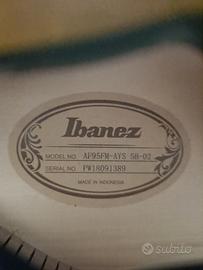 Ibanez
MODEL NO. AF95FM-AYS 5B-02
SERIAL NO. PW18091389
MADE IN INDONESIA
subito